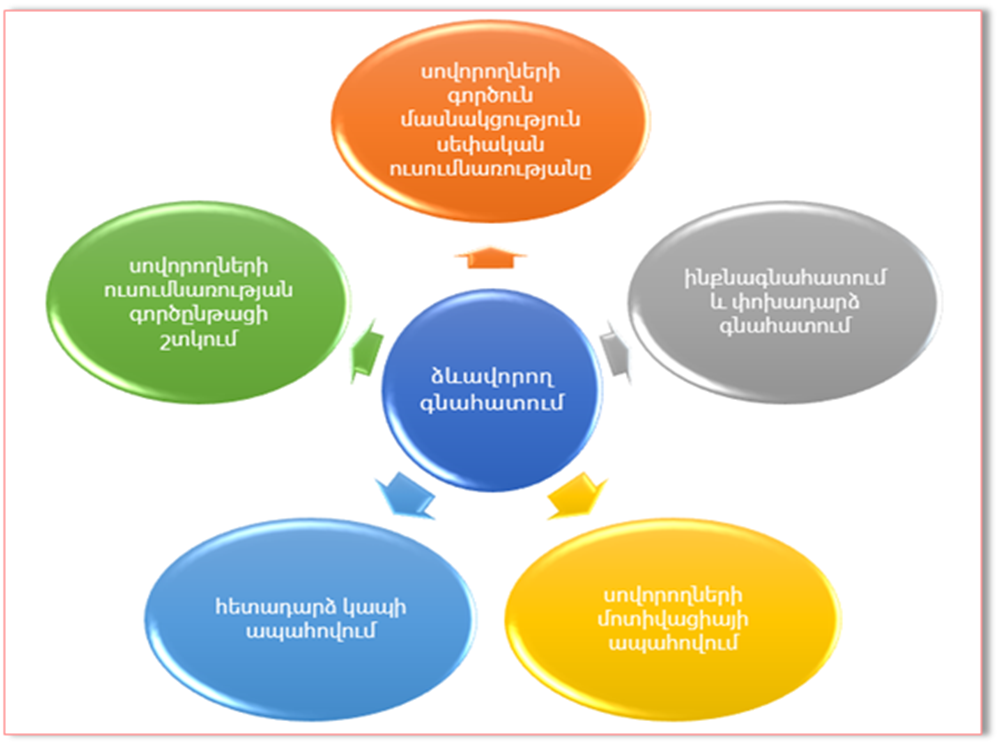 սովորողների
գործուն
մասնակցություն
սեփական
ուսումնառությանը
ինքնագնահատում
և փոխադարձ
գնահատում
սովորողների
մոտիվացիայի
ապահովում
հետադարձ կապի
ապահովում
սովորողների
ուսումնառության
գործընթացի
շտկում
ձևավորող
գնահատում